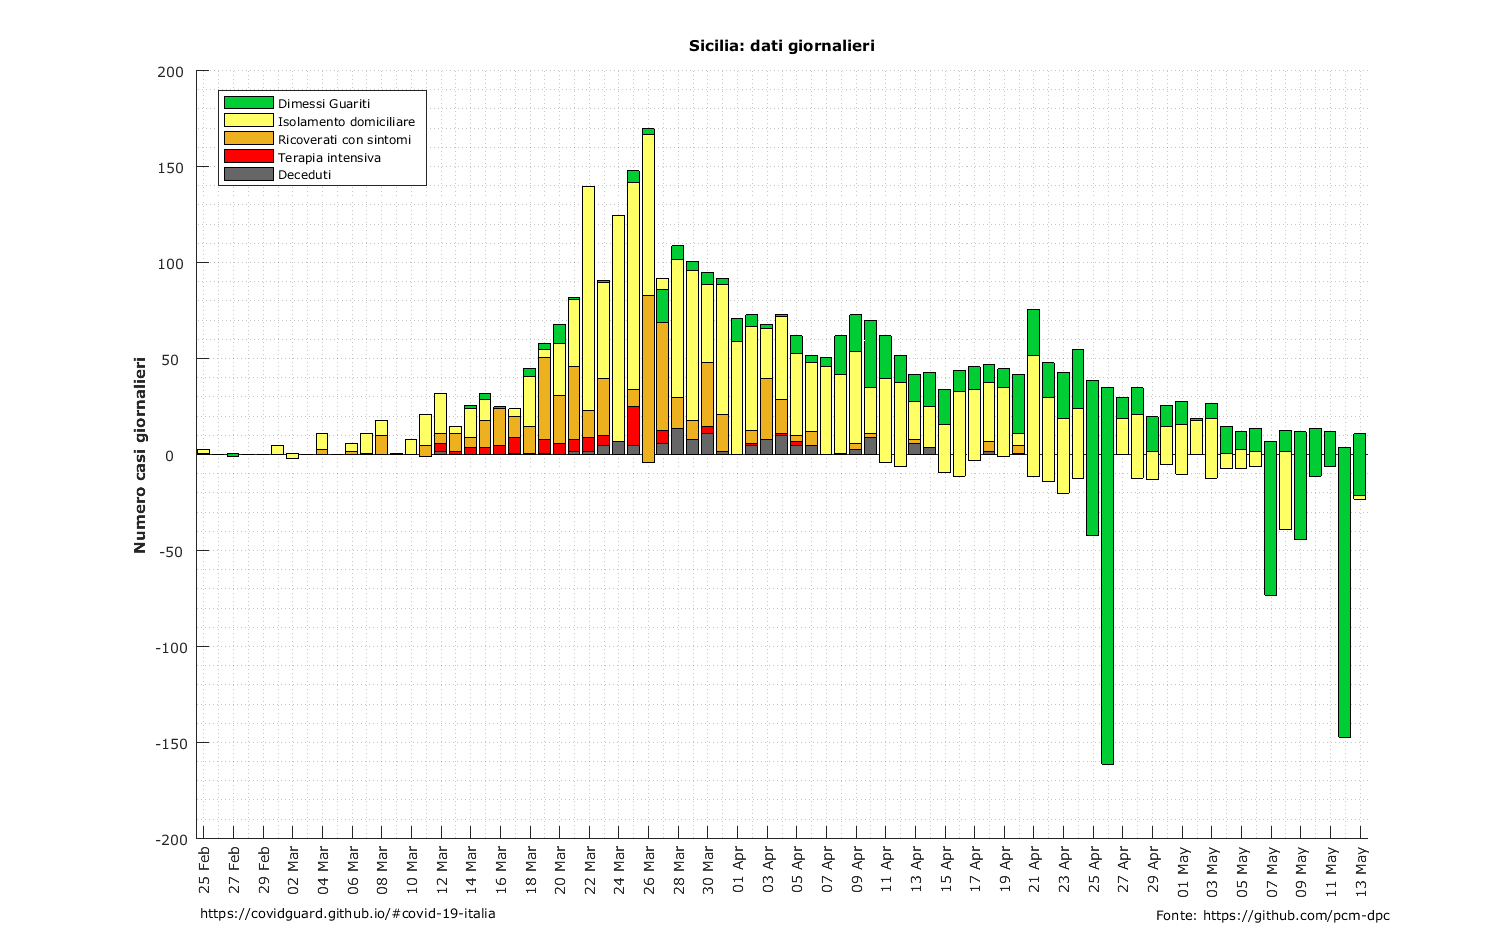 Sicilia: dati giornalieri
Dimessi Guariti
Isolamento domiciliare
Ricoverati con sintomi
Terapia intensiva
Deceduti
Numero casi giornalieri
200
150
100
50
0
-50
-100
-150
-200
25 Feb
27 Feb
29 Feb
02 Mar
04 Mar
06 Mar
08 Mar
10 Mar
12 Mar
14 Mar
16 Mar
18 Mar
20 Mar
22 Mar
24 Mar
26 Mar
28 Mar
30 Mar
01 Apr
03 Apr
05 Apr
07 Apr
09 Apr
11 Apr
13 Apr
15 Apr
17 Apr
19 Apr
21 Apr
23 Apr
25 Apr
27 Apr
29 Apr
01 May
03 May
05 May
07 May
09 May
11 May
13 May
https://covidguard.github.io/#covid-19-italia
Fonte: https://github.com/pcm-dpc